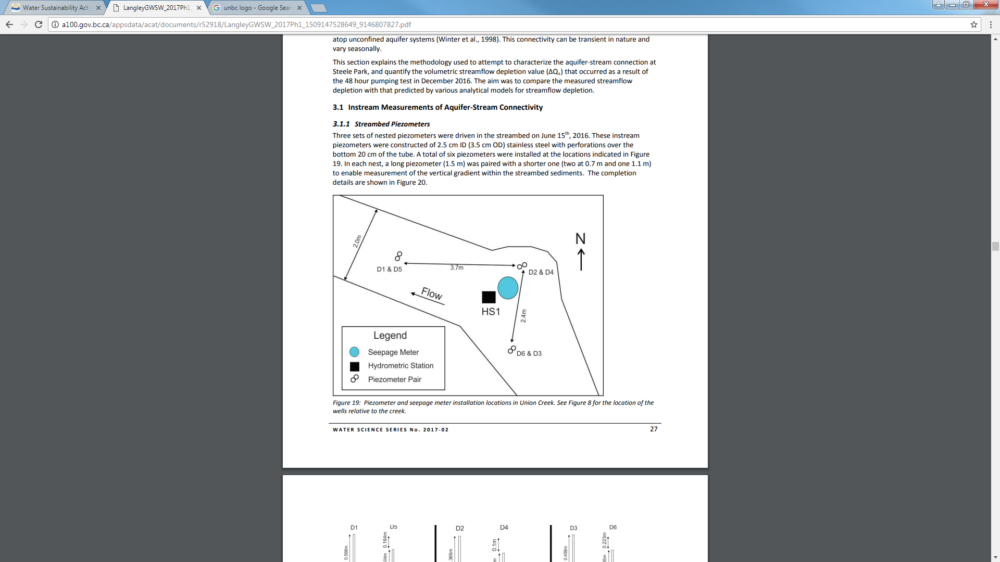 Water Sustainability Act
LangleyGWSW_2017Ph1_
unbc logo - Google Sear
a100.gov.bc.ca/appsdata/acat/documents/r52918/LangleyGWSW_2017Ph1_1509147528649_9146807827.pdf
atop unconfined aquifer systems (Winter et al., 1998). This connectivity can be transient in nature and
vary seasonally.
This section explains the methodology used to attempt to characterize the aquifer-stream connection at
Steele Park, and quantify the volumetric streamflow depletion value (ΔQs) that occurred as a result of
the 48 hour pumping test in December 2016. The aim was to compare the measured streamflow
depletion with that predicted by various analytical models for streamflow depletion.
3.1 Instream Measurements of Aquifer-Stream Connectivity
3.1.1 Streambed Piezometers
Three sets of nested piezometers were driven in the streambed on June 15th, 2016. These instream
piezometers were constructed of 2.5 cm ID (3.5 cm OD) stainless steel with perforations over the
bottom 20 cm of the tube. A total of six piezometers were installed at the locations indicated in Figure
19. In each nest, a long piezometer (1.5 m) was paired with a shorter one (two at 0.7 m and one 1.1 m)
to enable measurement of the vertical gradient within the streambed sediments. The completion
details are shown in Figure 20.
N
2.0m
D1 & D5
3.7m
D2 & D4
Flow
HS1
2.4m
D6 & D3
Legend
Seepage Meter
Hydrometric Station
Piezometer Pair
Figure 19: Piezometer and seepage meter installation locations in Union Creek. See Figure 8 for the location of the
wells relative to the creek.
WATER SCIENCE SERIES No. 2017-02
27
D1 D5 D2 D4 D3 D6
0.568m
0.164m
04m
.366m
0.1m
m
0.458m
0.223m